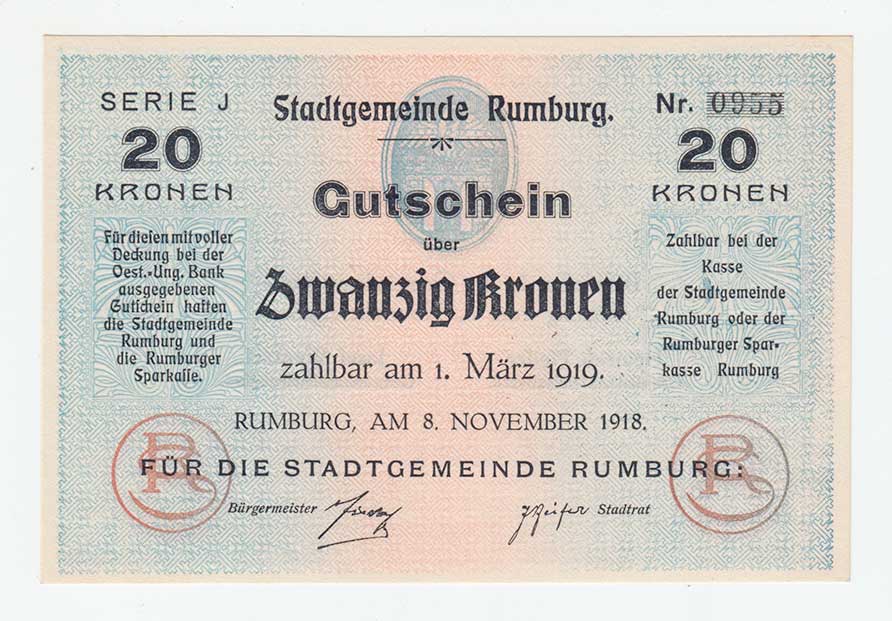 SERIE J
Stadtgemeinde Rumburg.
Nr. 0955
20
KRONEN
20
KRONEN
Gutschein
über
Zwanzig Kronen
zahlbar am 1. März 1919.
Für diesen mit voller
Deckung bei der
Oest.-Ung. Bank
ausgegebenen
Gutschein haften
die Stadtgemeinde
Rumburg und
die Rumburger
Sparkasse.
Zahlbar bei der
Kasse
der Stadtgemeinde
Rumburg oder der
Rumburger Spar-
kasse Rumburg
RUMBURG, AM 8. NOVEMBER 1918.
FÜR DIE STADTGEMEINDE RUMBURG:
Bürgermeister
J. Pfeifer Stadtrat
RS
RS